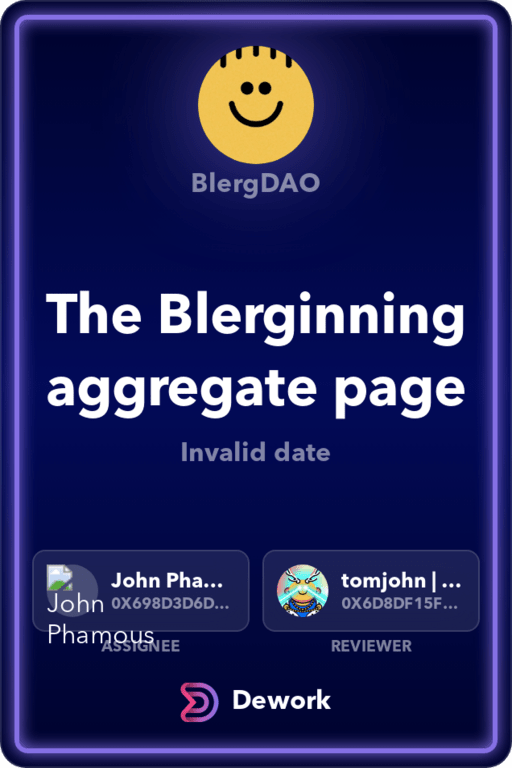 BlergDAO
The Blerginning
aggregate page
Invalid date
John Pha...
0X698D3D6D...
John
Phamous
ASSIGNEE
tomjohn | ...
0X6D8DF15F...
REVIEWER
Dework